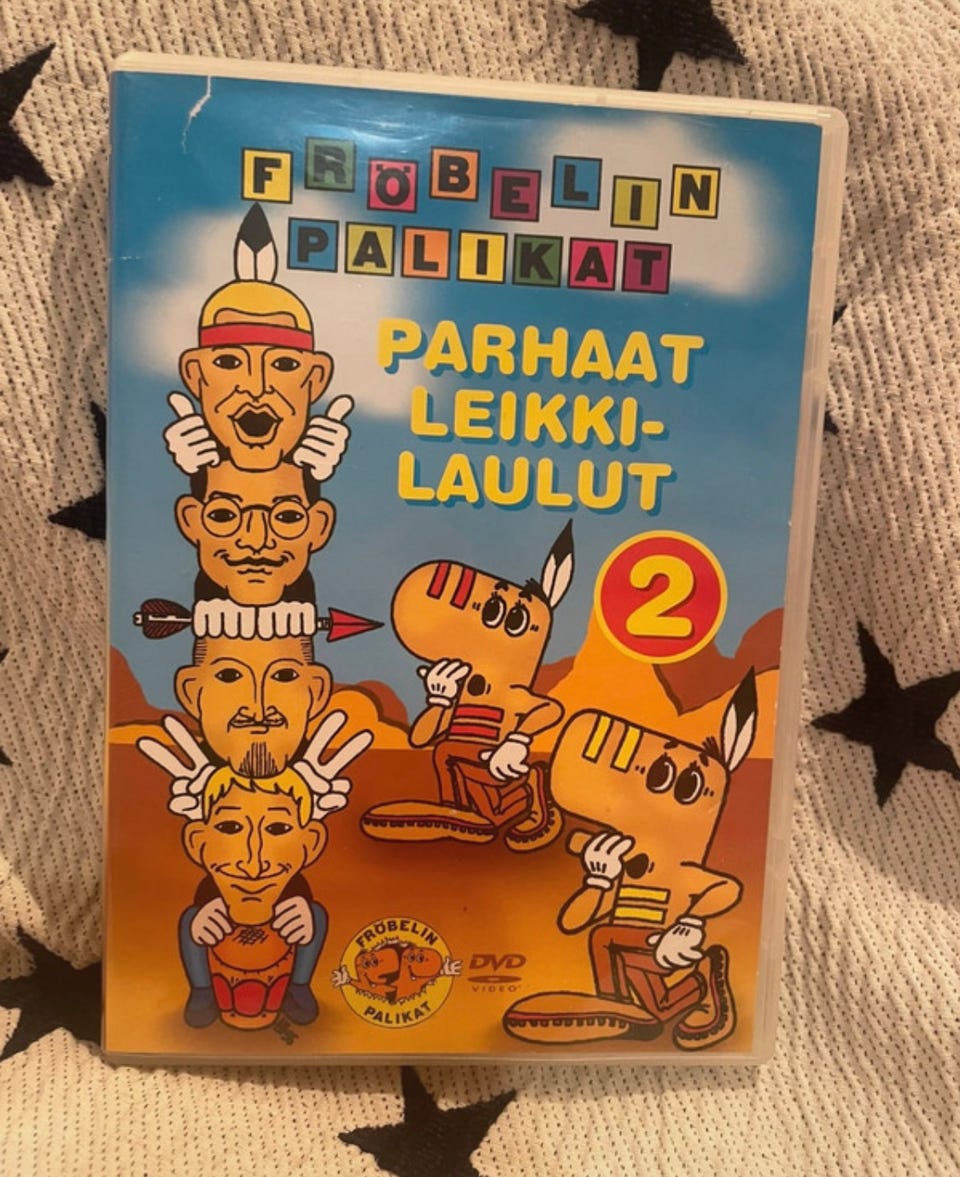 FRÖBELIN
PALIKAT
PARHAAT
LEIKKI-
LAULUT
2
FRÖBELIN
PALIKAT
DVD
VIDEO